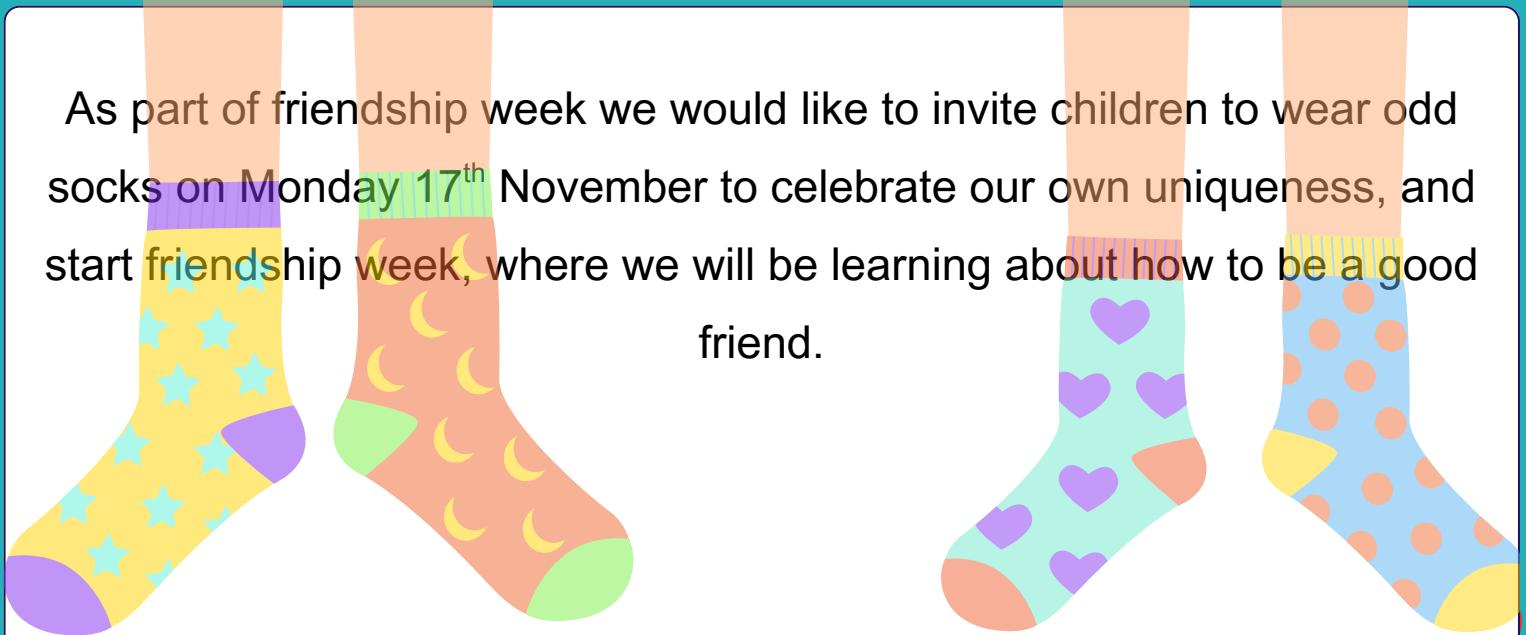 As part of friendship week we would like to invite children to wear odd
socks on Monday 17th November to celebrate our own uniqueness, and
start friendship week, where we will be learning about how to be a good
friend.